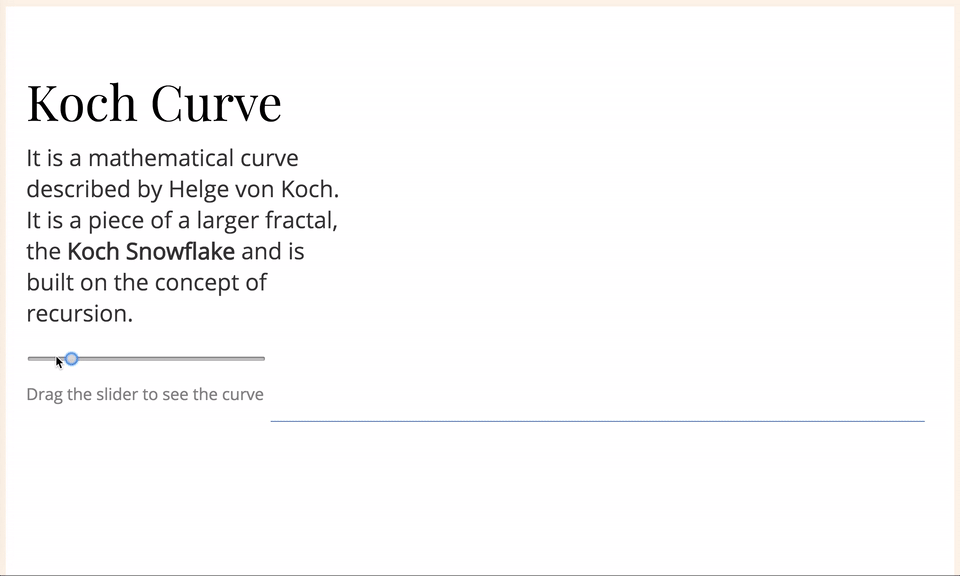 Koch Curve
It is a mathematical curve
described by Helge von Koch.
It is a piece of a larger fractal,
the Koch Snowflake and is
built on the concept of
recursion.
Drag the slider to see the curve